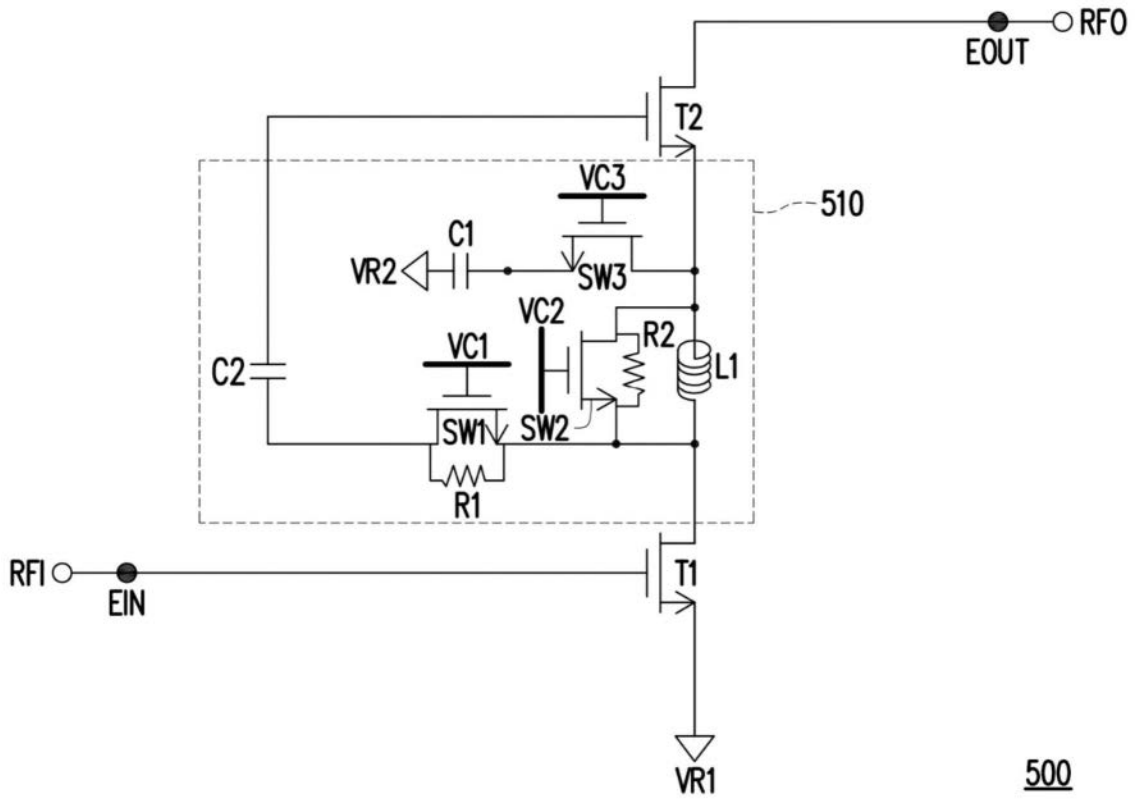 RFO
EOUT
T2
VC3
510
C1
VR2
SW3
VC2
R2
VC1
C2
L1
SW1
SW2
R1
RFI
T1
EIN
VR1
500